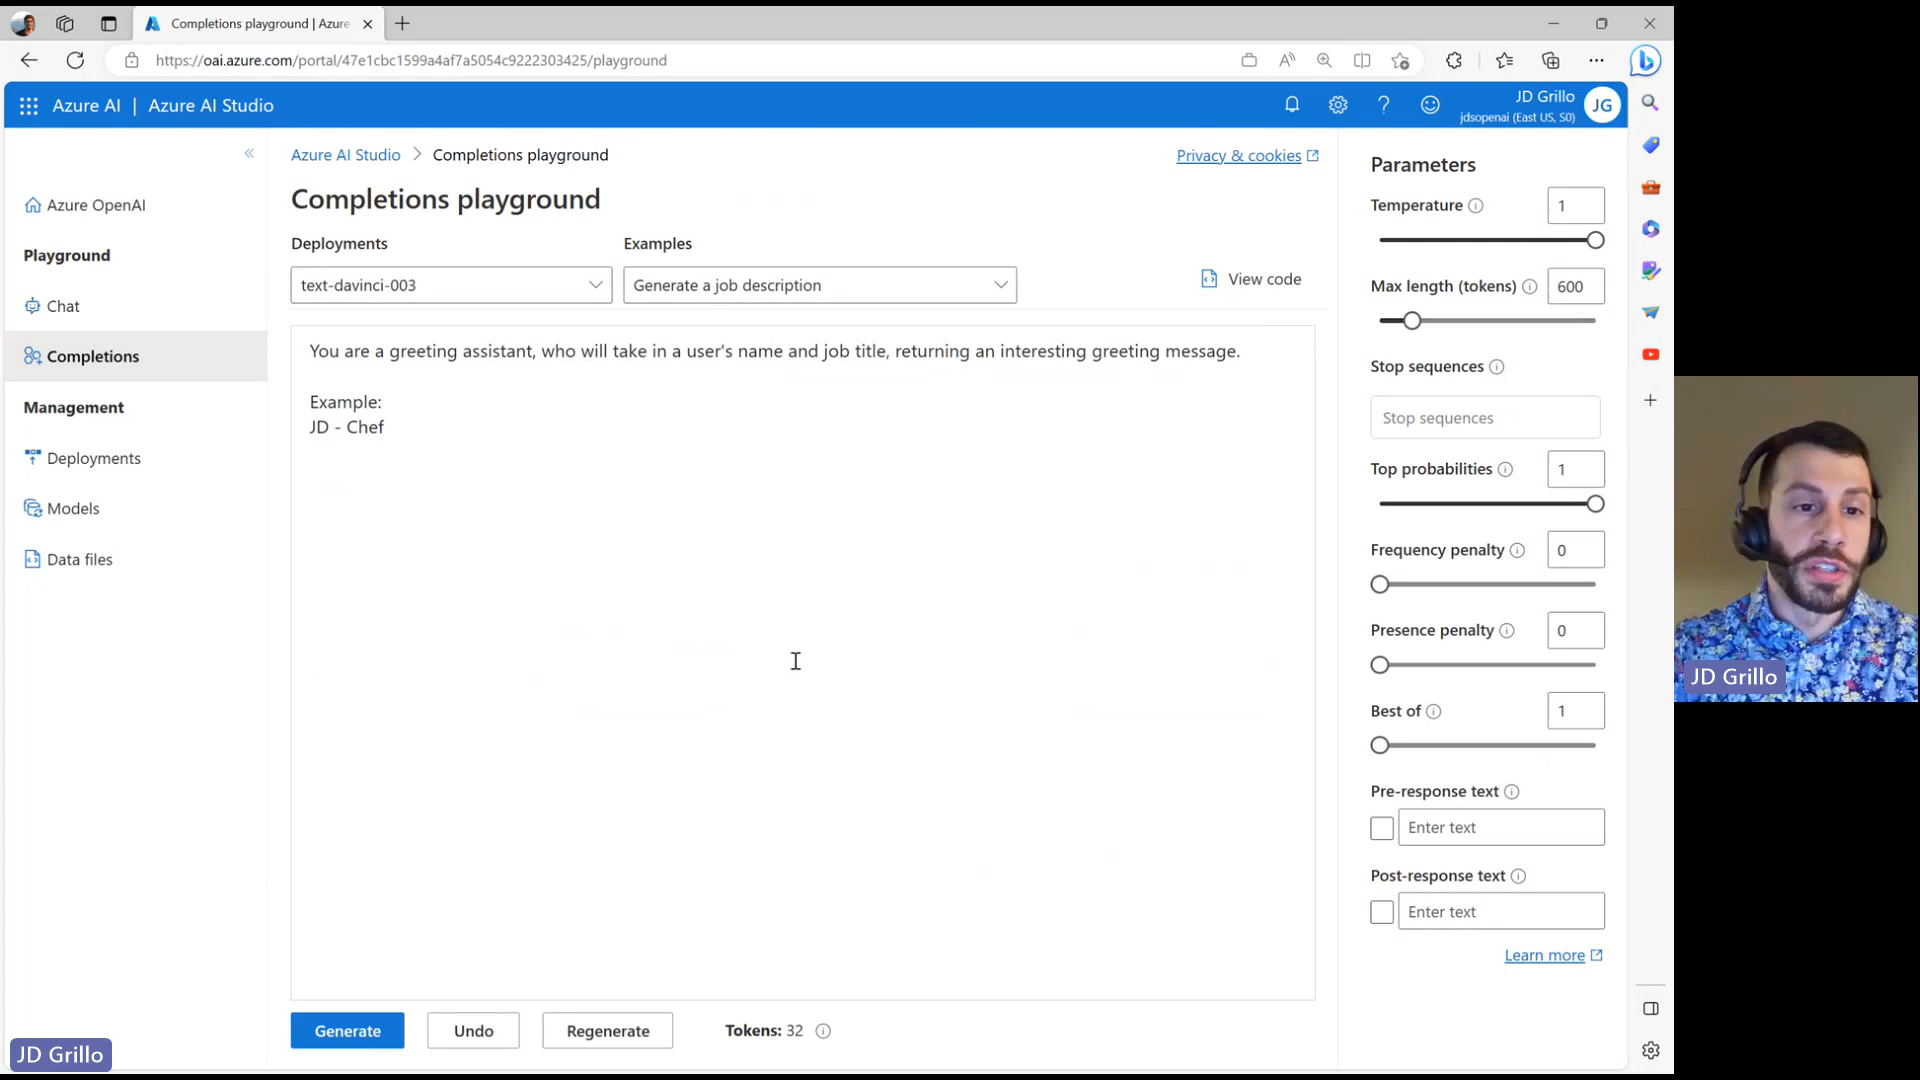 Completions playground | Azure
https://oai.azure.com/portal/47e1cbc1599a4af7a5054c9222303425/playground
Azure AI | Azure AI Studio
JD Grillo
jdsopenai (East US, S0)
JG
Azure OpenAI
Playground
Chat
Completions
Management
Deployments
Models
Data files
Azure AI Studio > Completions playground
Privacy & cookies
Completions playground
Deployments
Examples
text-davinci-003
Generate a job description
View code
You are a greeting assistant, who will take in a user's name and job title, returning an interesting greeting message.
Example:
JD - Chef
Generate
Undo
Regenerate
Tokens: 32
Parameters
Temperature
1
Max length (tokens)
600
Stop sequences
Stop sequences
Top probabilities
1
Frequency penalty
0
Presence penalty
0
Best of
1
Pre-response text
Enter text
Post-response text
Enter text
Learn more
JD Grillo
JD Grillo